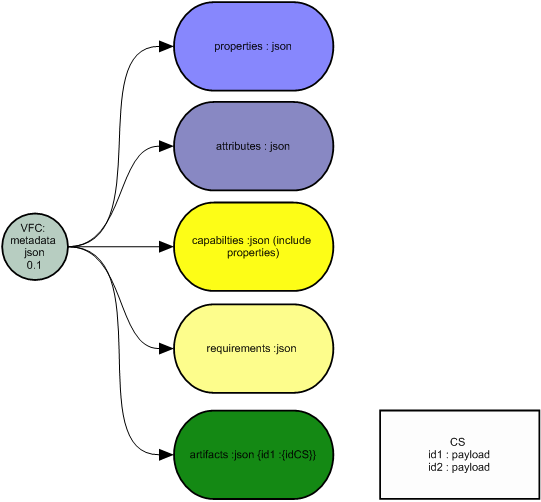 properties : json
attributes : json
VFC:
metadata
json
0.1
capabilties :json (include
properties)
requirements :json
artifacts :json {id1 :{idCS}}
CS
id1 : payload
id2 : payload